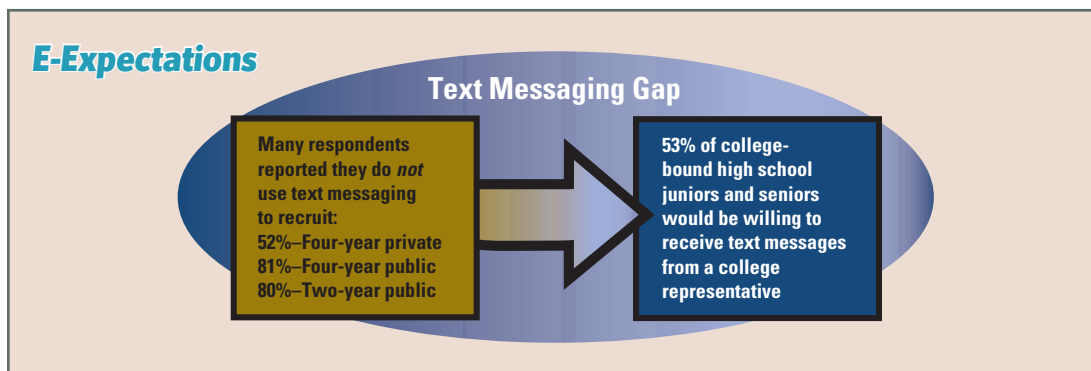 E-Expectations
Text Messaging Gap
Many respondents
reported they do not
use text messaging
to recruit:
52%–Four-year private
81%–Four-year public
80%–Two-year public
53% of college-
bound high school
juniors and seniors
would be willing to
receive text messages
from a college
representative